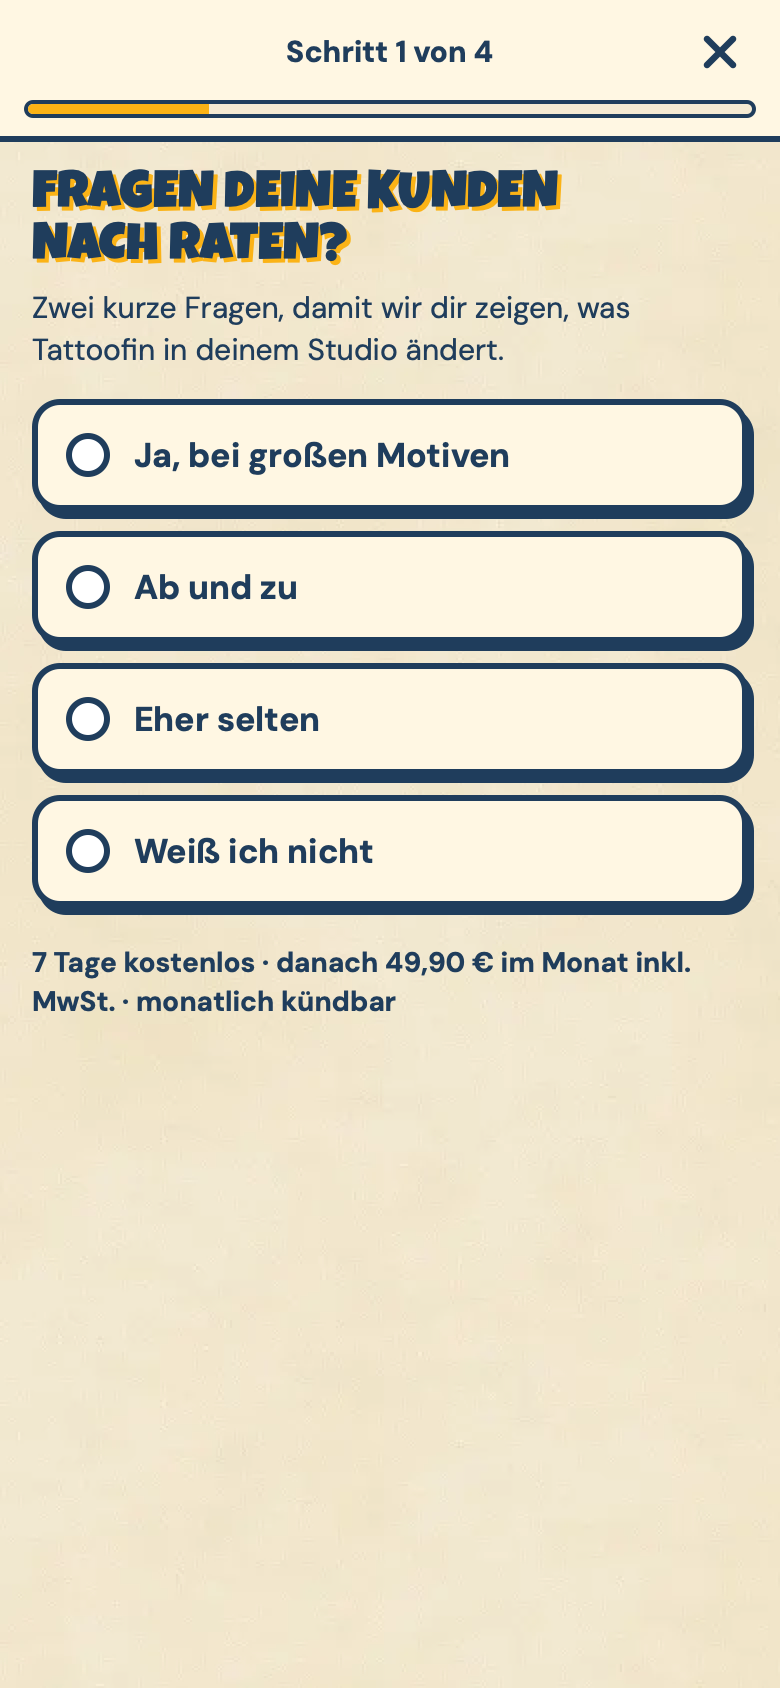 Schritt 1 von 4
FRAGEN DEINE KUNDEN
NACH RATEN?
Zwei kurze Fragen, damit wir dir zeigen, was
Tattoofin in deinem Studio ändert.
Ja, bei großen Motiven
Ab und zu
Eher selten
Weiß ich nicht
7 Tage kostenlos · danach 49,90 € im Monat inkl.
MwSt. · monatlich kündbar